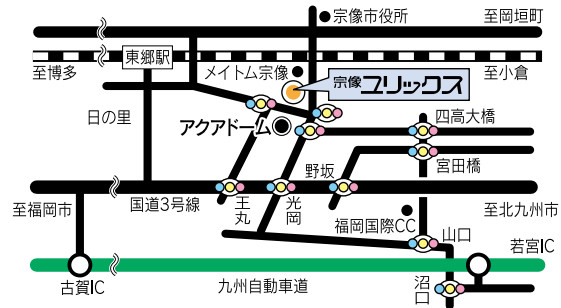 宗像市役所
至岡垣町
東郷駅
至博多
メイトム宗像
宗像ユリックス
至小倉
日の里
アクアドーム
四高大橋
宮田橋
野坂
国道3号線
王丸
光岡
至福岡市
福岡国際CC
至北九州市
山口
若宮IC
古賀IC
九州自動車道
沼口